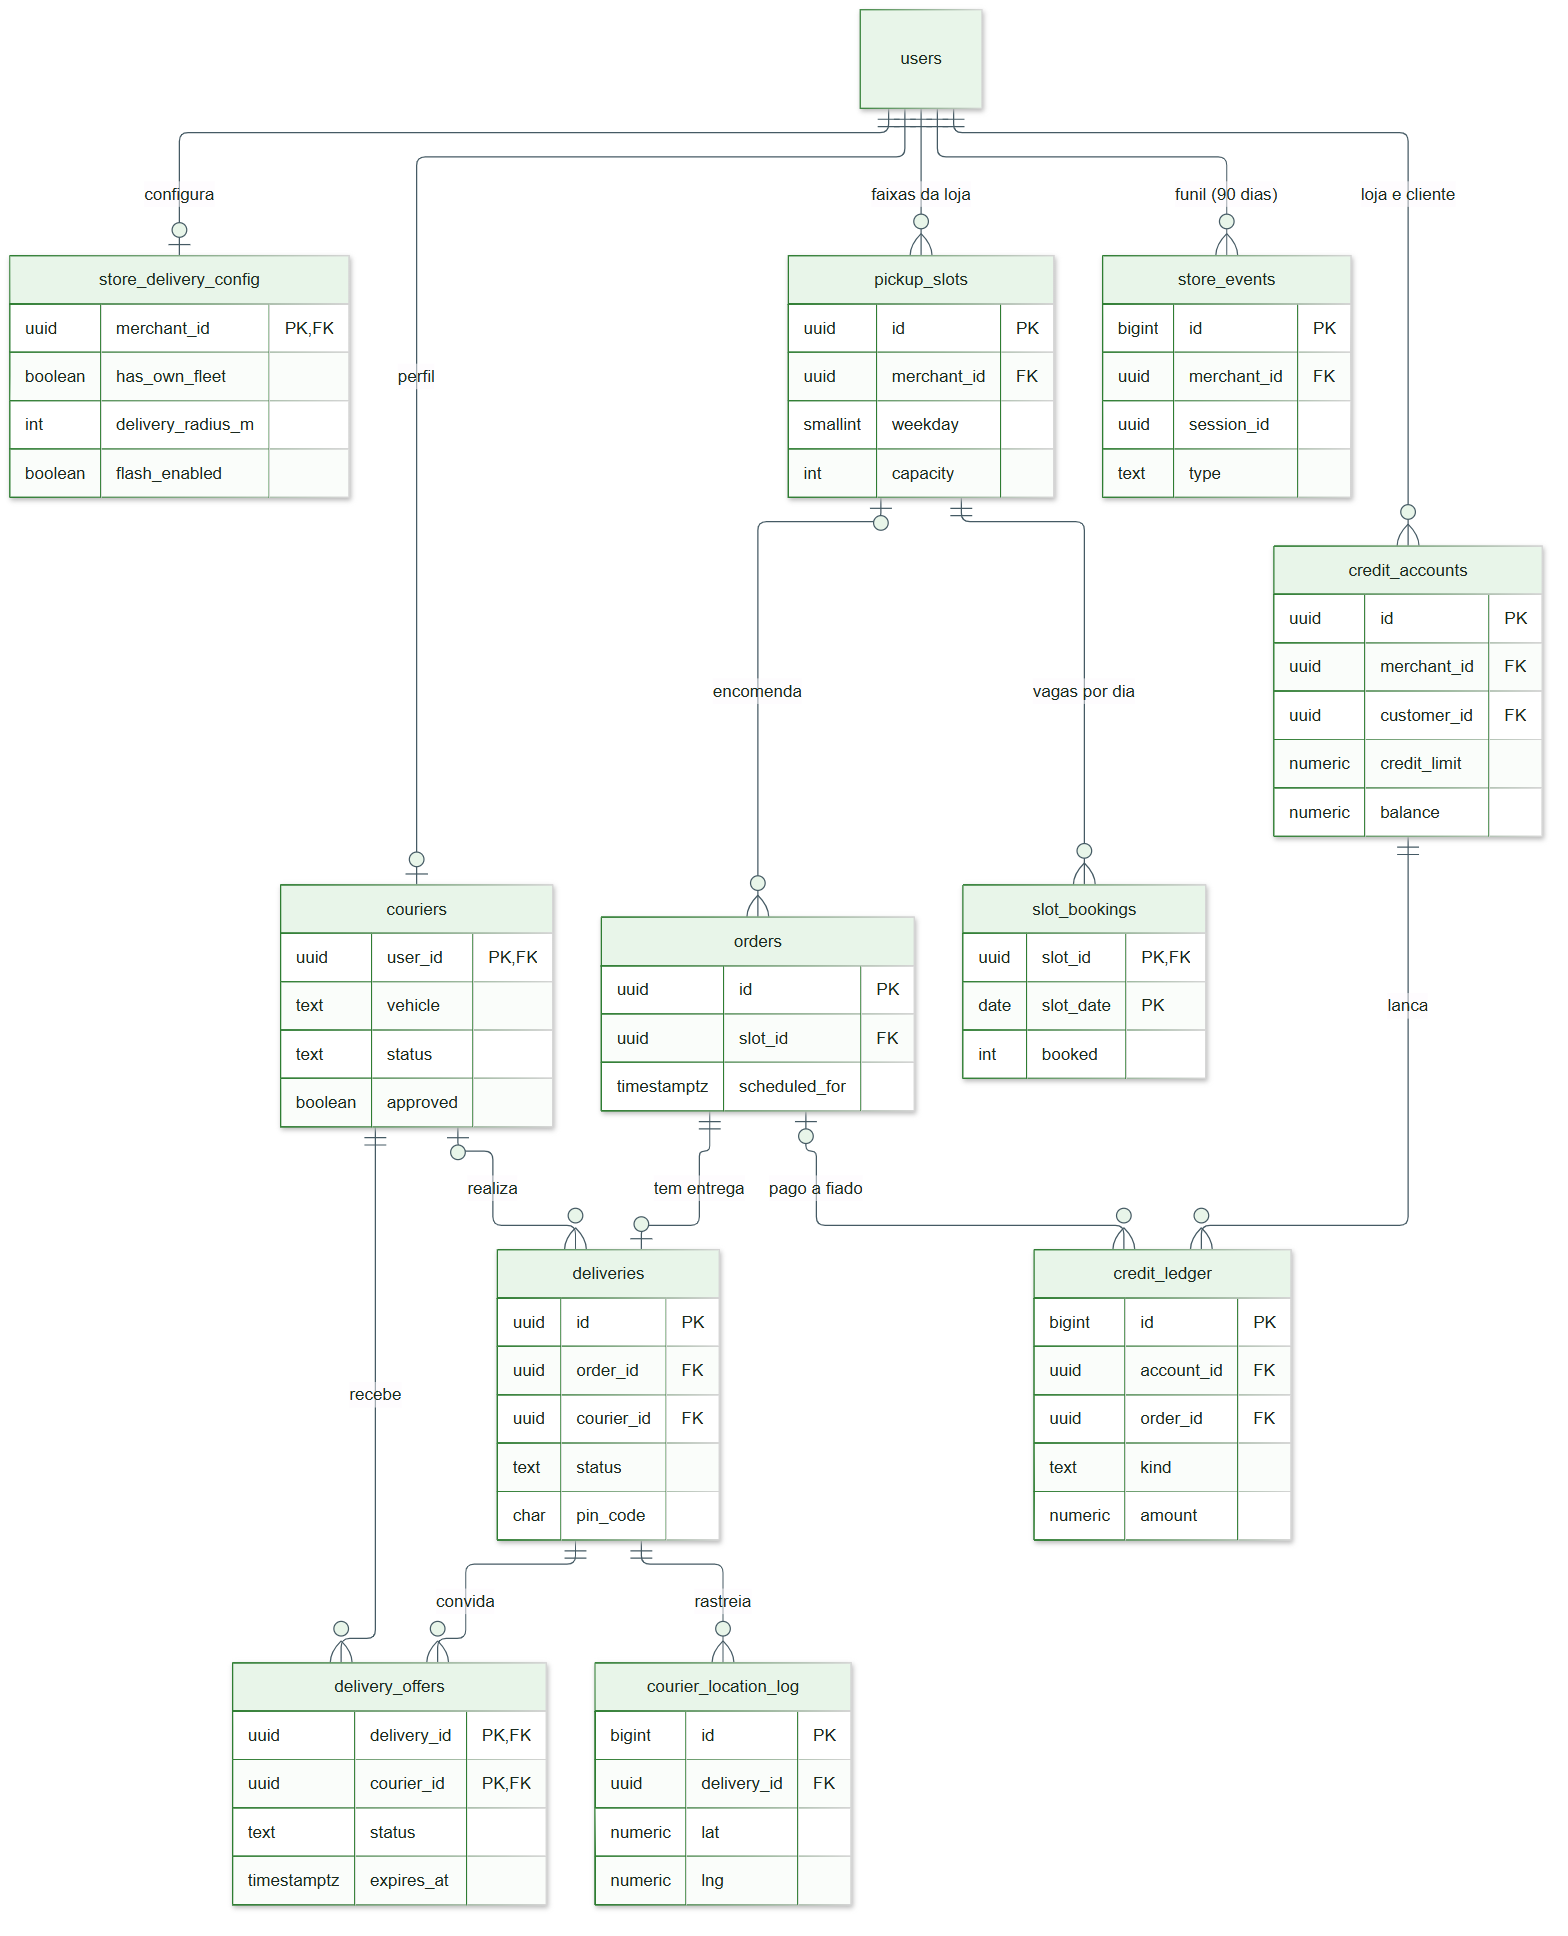 users
configura
faixas da loja
funil (90 dias)
loja e cliente
store_delivery_config
uuid merchant_id PK,FK
boolean has_own_fleet
int delivery_radius_m
boolean flash_enabled
perfil
pickup_slots
uuid id PK
uuid merchant_id FK
smallint weekday
int capacity
store_events
bigint id PK
uuid merchant_id FK
uuid session_id
text type
credit_accounts
uuid id PK
uuid merchant_id FK
uuid customer_id FK
numeric credit_limit
numeric balance
encomenda
vagas por dia
couriers
uuid user_id PK,FK
text vehicle
text status
boolean approved
orders
uuid id PK
uuid slot_id FK
timestamptz scheduled_for
slot_bookings
uuid slot_id PK,FK
date slot_date PK
int booked
lanca
realiza
tem entrega
pago a fiado
deliveries
uuid id PK
uuid order_id FK
uuid courier_id FK
text status
char pin_code
credit_ledger
bigint id PK
uuid account_id FK
uuid order_id FK
text kind
numeric amount
recebe
convida
rastreia
delivery_offers
uuid delivery_id PK,FK
uuid courier_id PK,FK
text status
timestamptz expires_at
courier_location_log
bigint id PK
uuid delivery_id FK
numeric lat
numeric lng